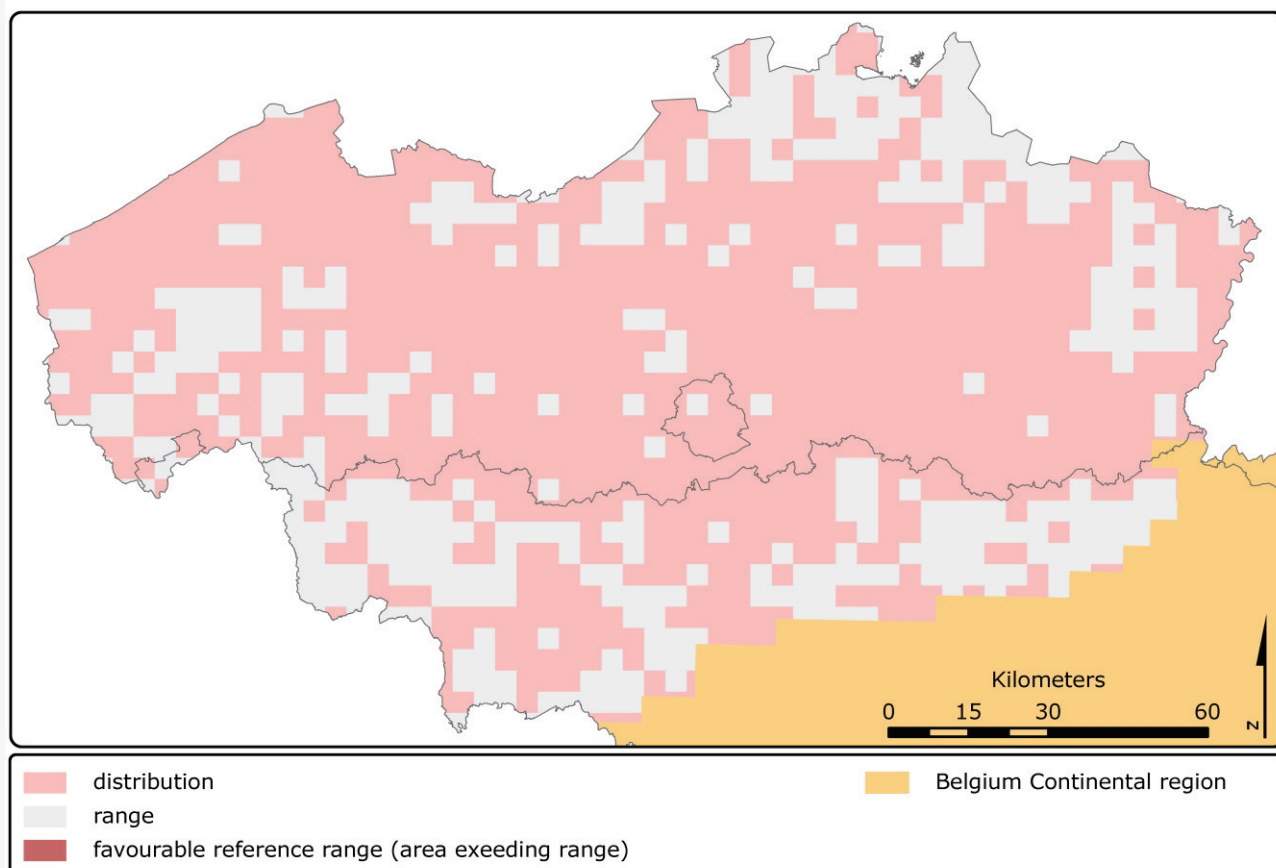 Kilometers
0 15 30 60
N
distribution
range
favourable reference range (area exeeding range)
Belgium Continental region